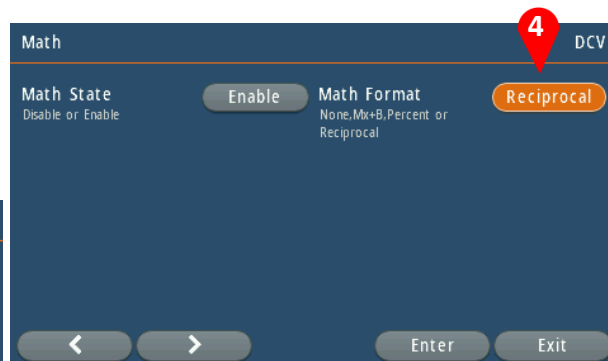 4
Math DCV
Math State Enable Math Format Reciprocal
Disable or Enable None,Mx+B,Percent or
Reciprocal
Enter Exit